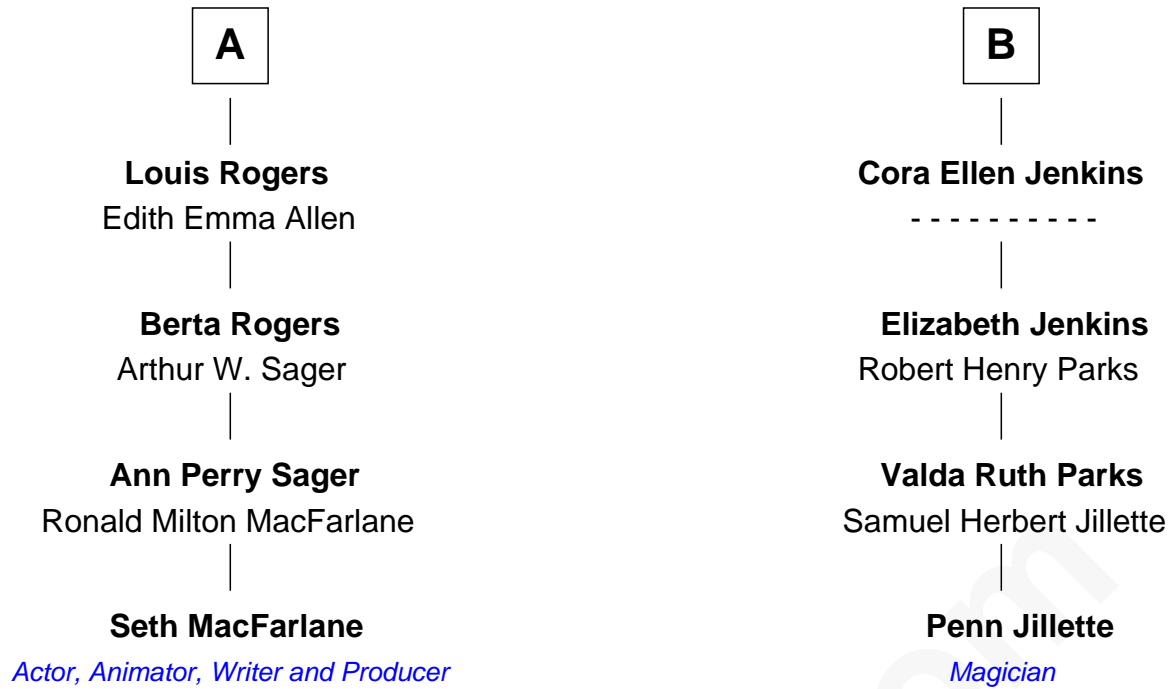 A
Louis Rogers
Edith Emma Allen
Berta Rogers
Arthur W. Sager
Ann Perry Sager
Ronald Milton MacFarlane
Seth MacFarlane
Actor, Animator, Writer and Producer
B
Cora Ellen Jenkins
- - - - - - - - - -
Elizabeth Jenkins
Robert Henry Parks
Valda Ruth Parks
Samuel Herbert Jillette
Penn Jillette
Magician